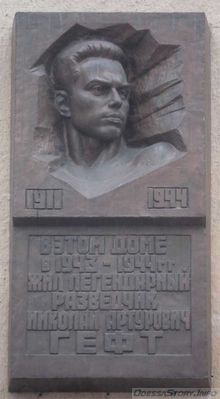 1911 1944
В ЭТОМ ДОМЕ
В 1943 - 1944 ГГ.
ЖИЛ ЛЕГЕНДАРНЫЙ
РАЗВЕДЧИК
НИКОЛАЙ АРТУРОВИЧ
ГЕФТ
OdessaStory.info